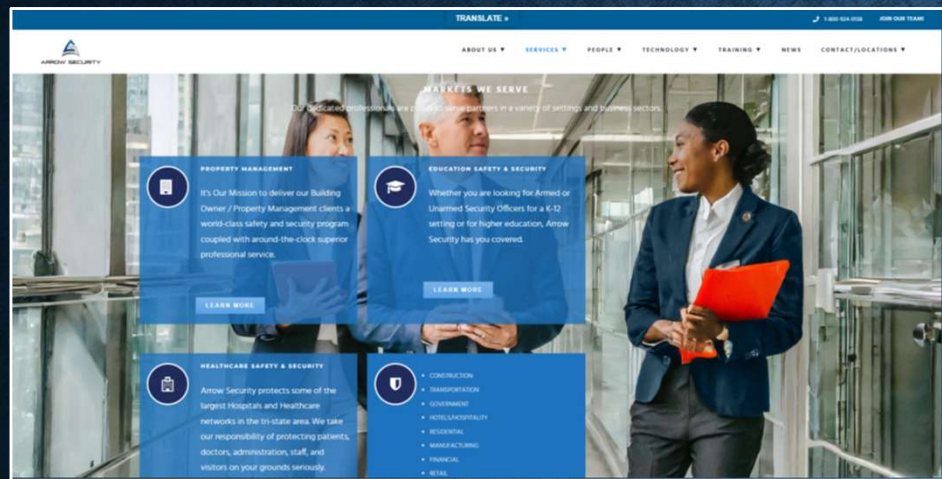 TRANSLATE »
1-800-924-0138 JOIN OUR TEAM!
ARROW SECURITY
ABOUT US ▼ SERVICES ▼ PEOPLE ▼ TECHNOLOGY ▼ TRAINING ▼ NEWS CONTACT/LOCATIONS ▼
MARKETS WE SERVE
Our dedicated professionals are to serve partners in a variety of settings and business sectors.
PROPERTY MANAGEMENT
It's Our Mission to deliver our Building
Owner / Property Management clients a
world-class safety and security program
coupled with around-the-clock superior
professional service.
LEARN MORE
EDUCATION SAFETY & SECURITY
Whether you are looking for Armed or
Unarmed Security Officers for a K-12
setting or for higher education, Arrow
Security has you covered.
LEARN MORE
HEALTHCARE SAFETY & SECURITY
Arrow Security protects some of the
largest Hospitals and Healthcare
networks in the tri-state area. We take
our responsibility of protecting patients,
doctors, administration, staff, and
visitors on your grounds seriously.
• CONSTRUCTION
• TRANSPORTATION
• GOVERNMENT
• HOTELS/HOSPITALITY
• RESIDENTIAL
• MANUFACTURING
• FINANCIAL
• RETAIL